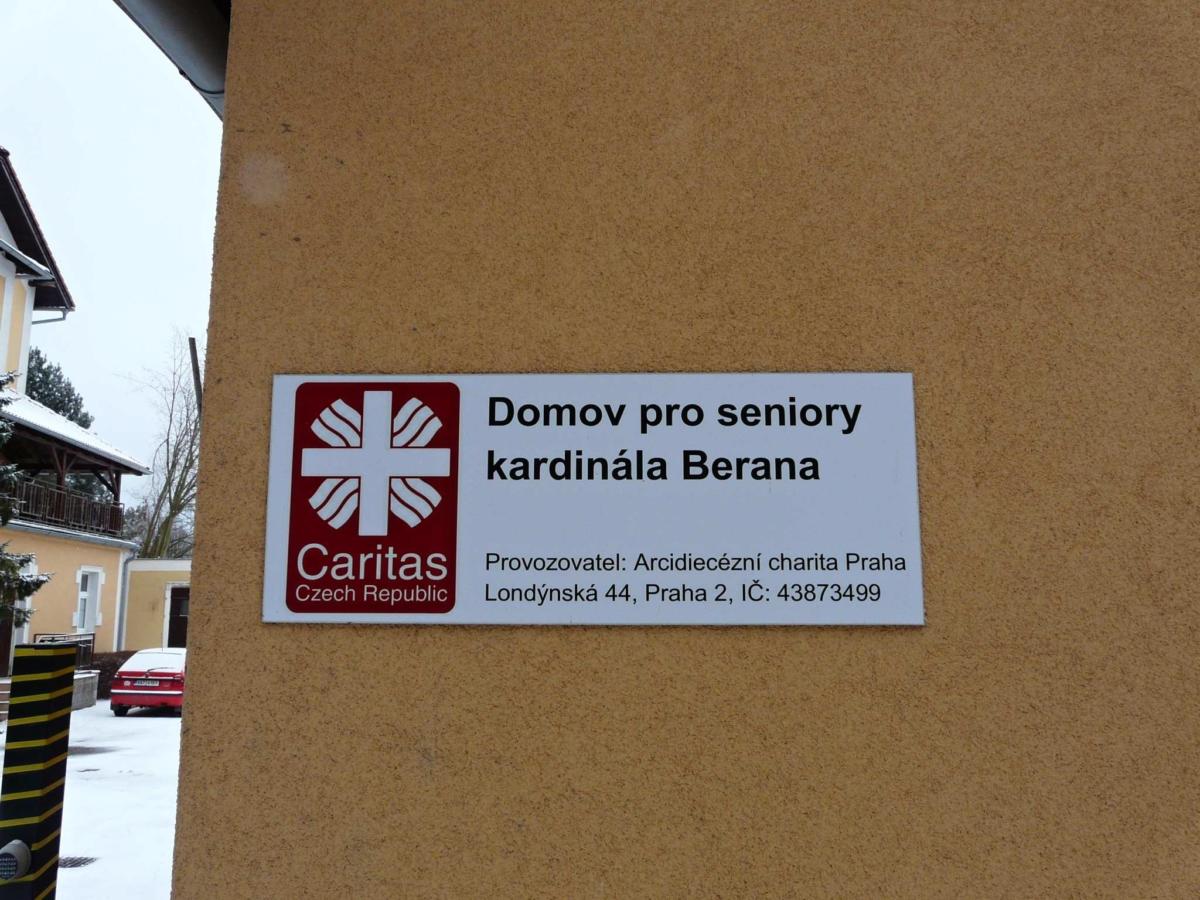 Domov pro seniory
kardinála Berana
Caritas
Czech Republic
Provozovatel: Arcidiecézní charita Praha
Londýnská 44, Praha 2, IČ: 43873499